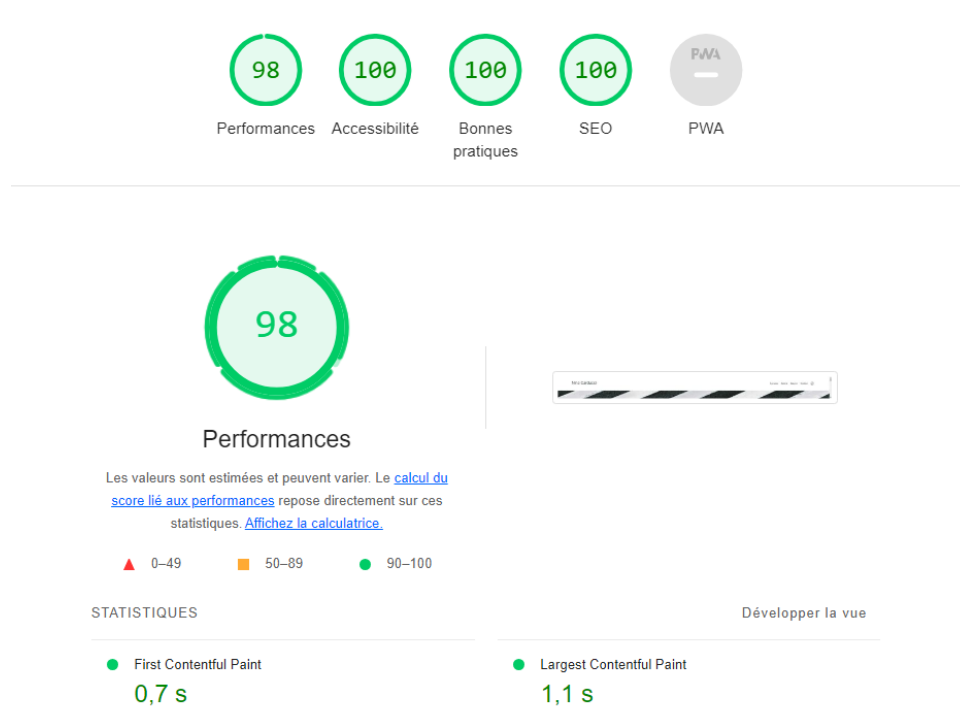 98
100
100
100
PWA
Performances
Accessibilité
Bonnes
pratiques
SEO
PWA
98
Performances
Les valeurs sont estimées et peuvent varier. Le calcul du
score lié aux performances repose directement sur ces
statistiques. Affichez la calculatrice.
0–49
50–89
90–100
STATISTIQUES
Développer la vue
First Contentful Paint
0,7 s
Largest Contentful Paint
1,1 s